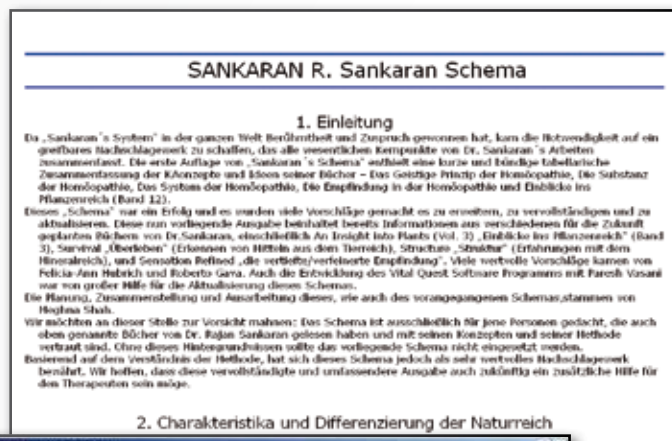 SANKARAN R. Sankaran Schema
1. Einleitung
Da „Sankaran´s System" in der ganzen Welt Berühmtheit und Zuspruch gewonnen hat, kam die Notwendigkeit auf ein
greifbares Nachschlagewerk zu schaffen, das alle wesentlichen Kernpunkte von Dr. Sankaran´s Arbeiten
zusammenfasst. Die erste Auflage von „Sankaran´s Schema" enthielt eine kurze und bündige tabellarische
Zusammenfassung der KAonzepte und Ideen seiner Bücher – Das Geistige Prinzip der Homöopathie, Die Substanz
der Homöopathie, Das System der Homöopathie, Die Empfindung in der Homöopathie und Einblicke ins
Pflanzenreich (Band 12).
Dieses „Schema" war ein Erfolg und es wurden viele Vorschläge gemacht es zu erweitern, zu vervollständigen und zu
aktualisieren. Diese nun vorliegende Ausgabe beinhaltet bereits Informationen aus verschiedenen für die Zukunft
geplanten Büchern von Dr.Sankaran, einschließlich An Insight into Plants (Vol. 3) „Einblicke ins Pflanzenreich" (Band
3), Survival „Überleben" (Erkennen von Mitteln aus dem Tierreich), Structure „Struktur" (Erfahrungen mit dem
Mineralreich), und Sensation Refined „die vertiefte/verfeinerte Empfindung". Viele wertvolle Vorschläge kamen von
Felicia-Ann Hubrich und Roberto Gava. Auch die Entwicklung des Vital Quest Software Programms mit Paresh Vasani
war von großer Hilfe für die Aktualisierung dieses Schemas.
Die Planung, Zusammenstellung und Ausarbeitung dieses, wie auch des vorangegangenen Schemas,stammen von
Meghna Shah.
Wir möchten an dieser Stelle zur Vorsicht mahnen: Das Schema ist ausschließlich für jene Personen gedacht, die auch
oben genannte Bücher von Dr. Rajan Sankaran gelesen haben und mit seinen Konzepten und seiner Methode
vertraut sind. Ohne dieses Hintergrundwissen sollte das vorliegende Schema nicht eingesetzt werden.
Basierend auf dem Verständnis der Methode, hat sich dieses Schema jedoch als sehr wertvolles Nachschlagewerk
bewährt. Wir hoffen, dass diese vervollständigte und umfassendere Ausgabe auch zukünftig ein zusätzliche Hilfe für
den Therapeuten sein möge.
2. Charakteristika und Differenzierung der Naturreich